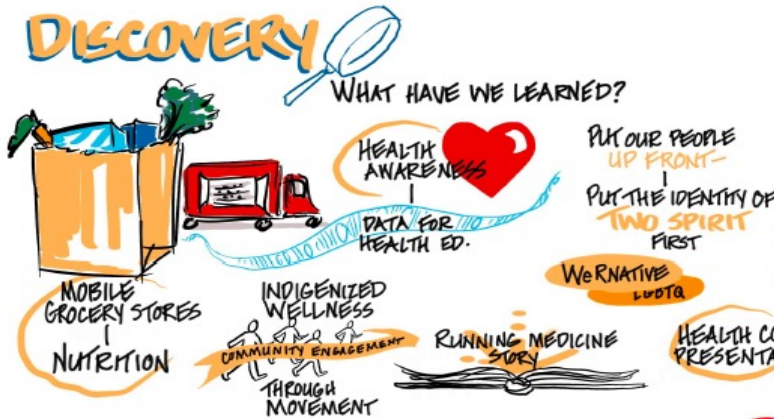 DISCOVERY
WHAT HAVE WE LEARNED?
HEALTH
AWARENESS
DATA FOR
HEALTH ED.
PUT OUR PEOPLE
UP FRONT-
PUT THE IDENTITY OF
TWO SPIRIT
FIRST
WERNATIVE
LGBTQ
MOBILE
GROCERY STORES
NUTRITION
INDIGENIZED
WELLNESS
COMMUNITY ENGAGEMENT
THROUGH
MOVEMENT
RUNNING MEDICINE
STORY
HEALTH